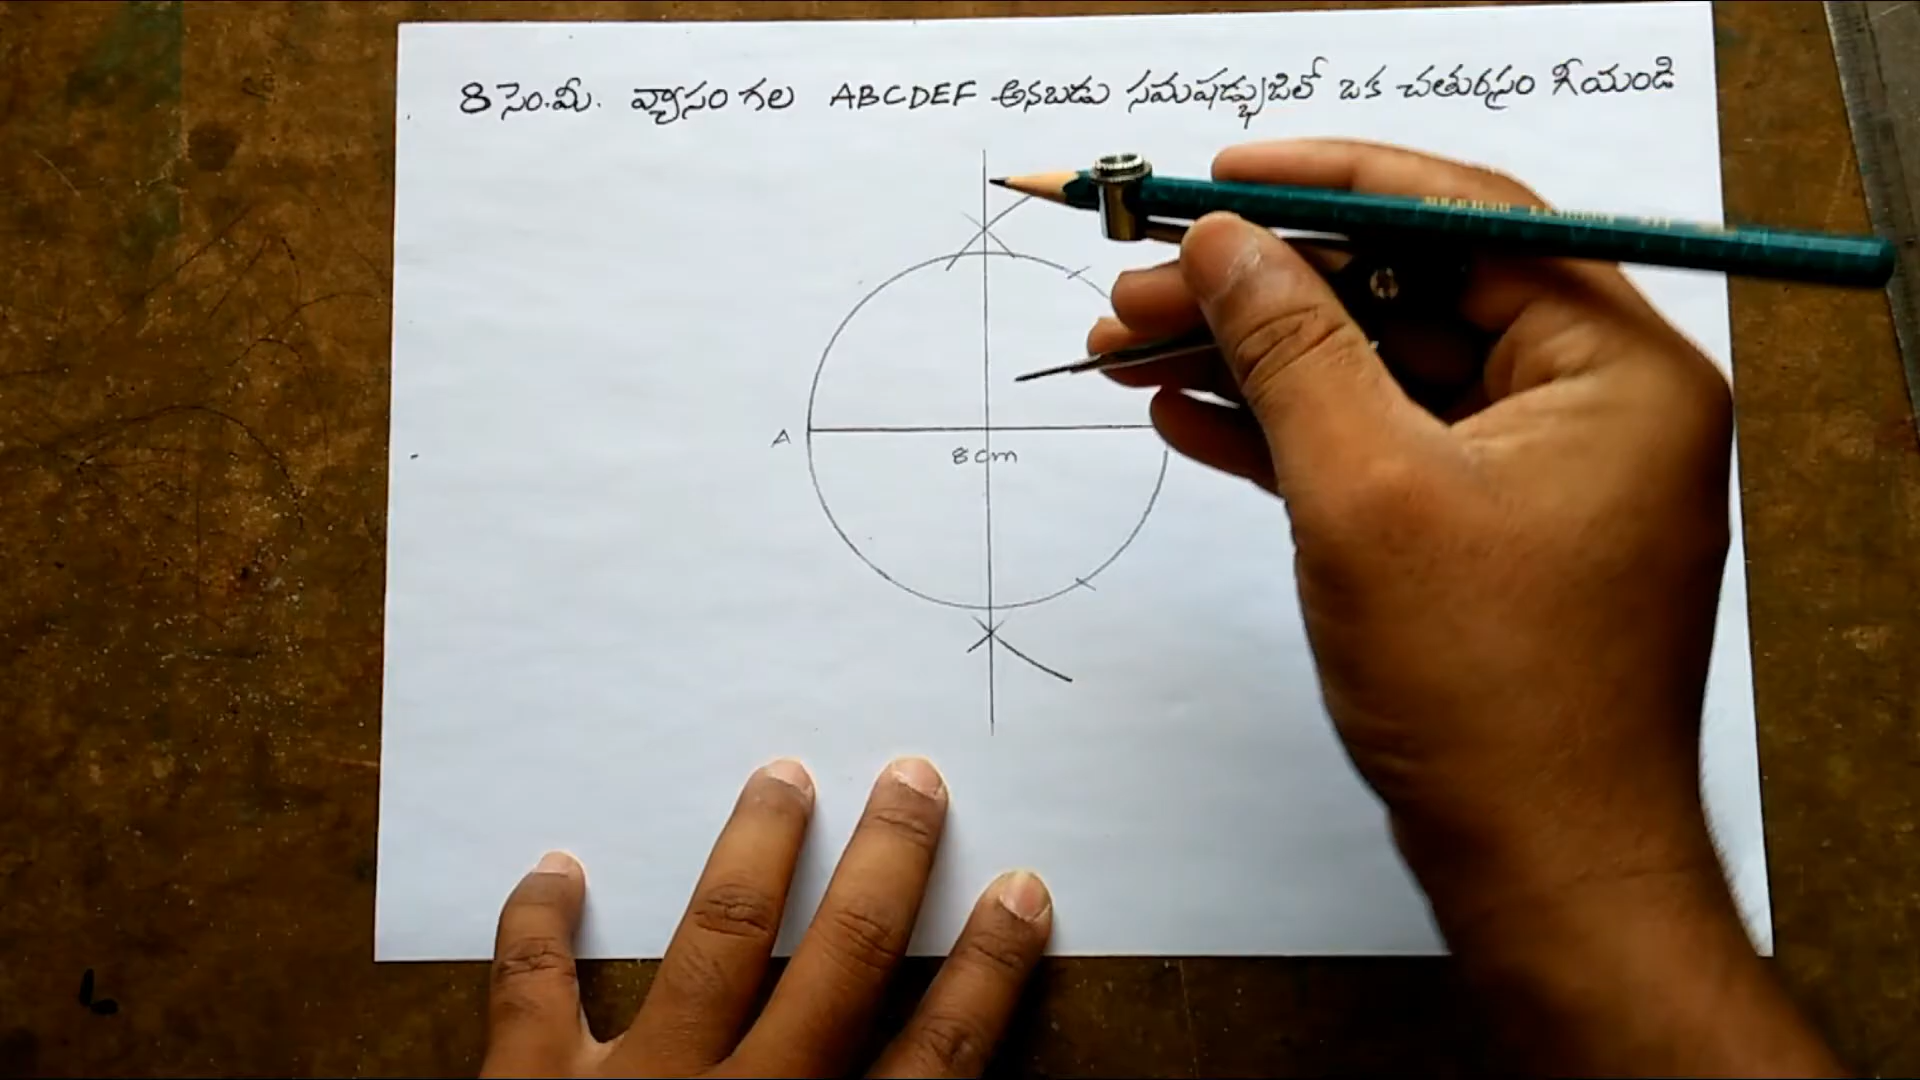 8 సెం.మీ. వ్యాసం గల ABCDEF అనబడు సమషడ్భుజిలో ఒక చతురస్రం గీయండి
A
8cm